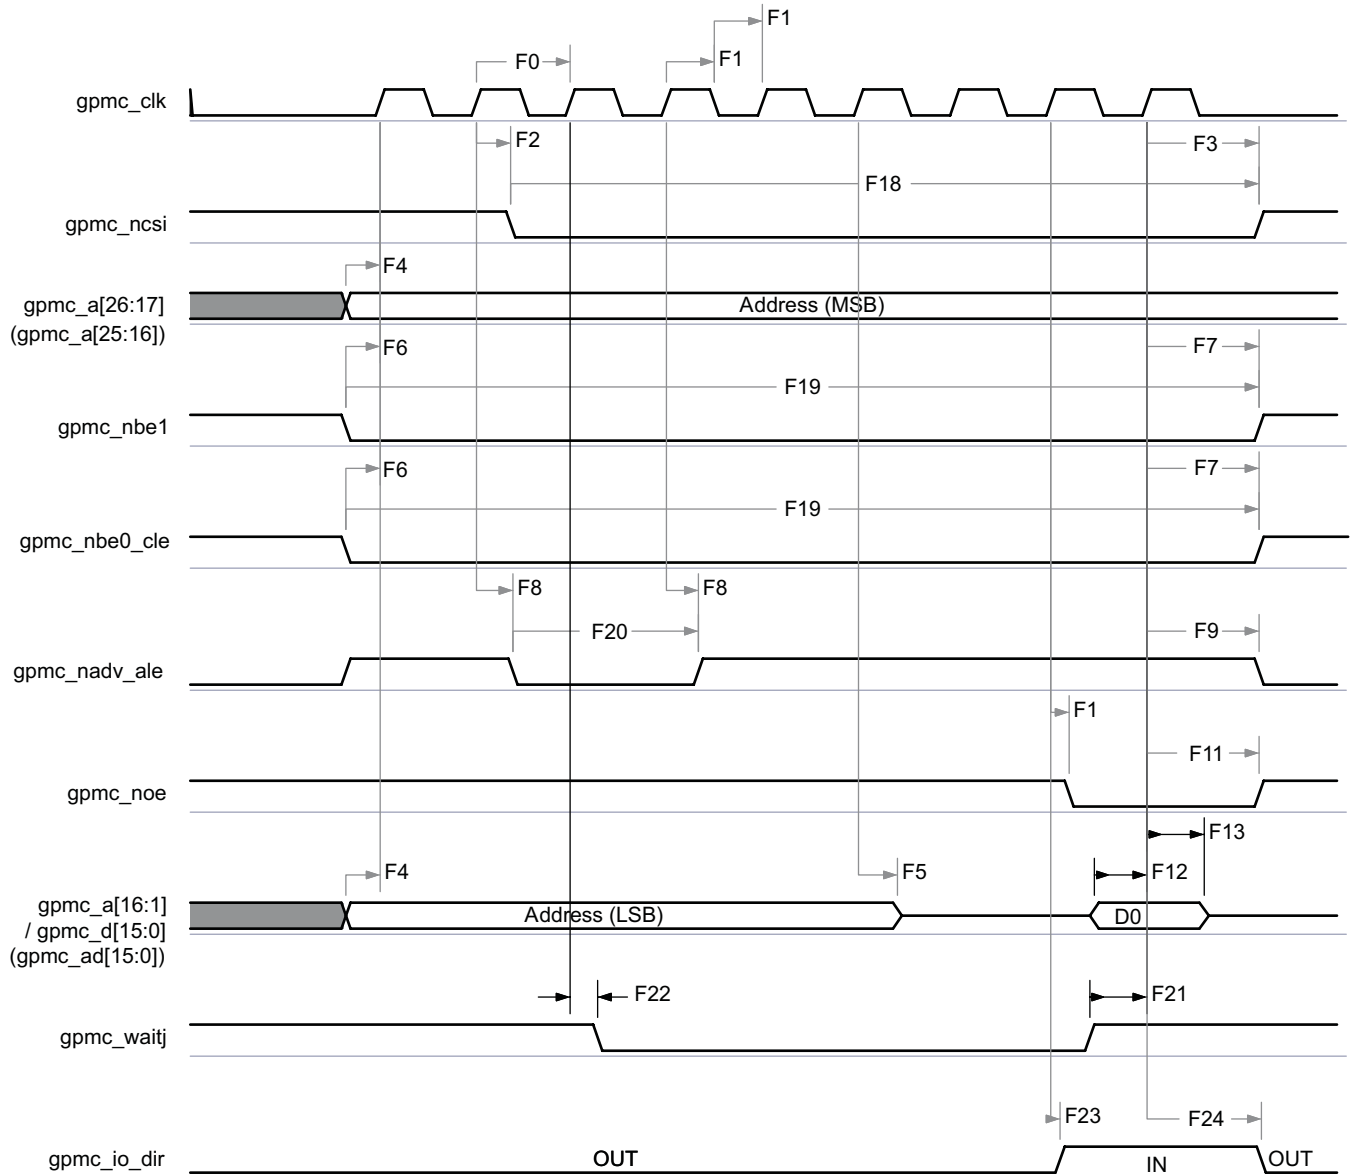 F1
F0
F1
gpmc_clk
F2
F3
F18
gpmc_ncsi
F4
gpmc_a[26:17]
(gpmc_a[25:16])
Address (MSB)
F6
F7
F19
gpmc_nbe1
F6
F7
F19
gpmc_nbe0_cle
F8
F8
F20
F9
gpmc_nadv_ale
F1
F11
gpmc_noe
F13
F4
F5
F12
gpmc_a[16:1]
/ gpmc_d[15:0]
(gpmc_ad[15:0])
Address (LSB)
D0
F22
F21
gpmc_waitj
F23
F24
gpmc_io_dir
OUT
IN
OUT